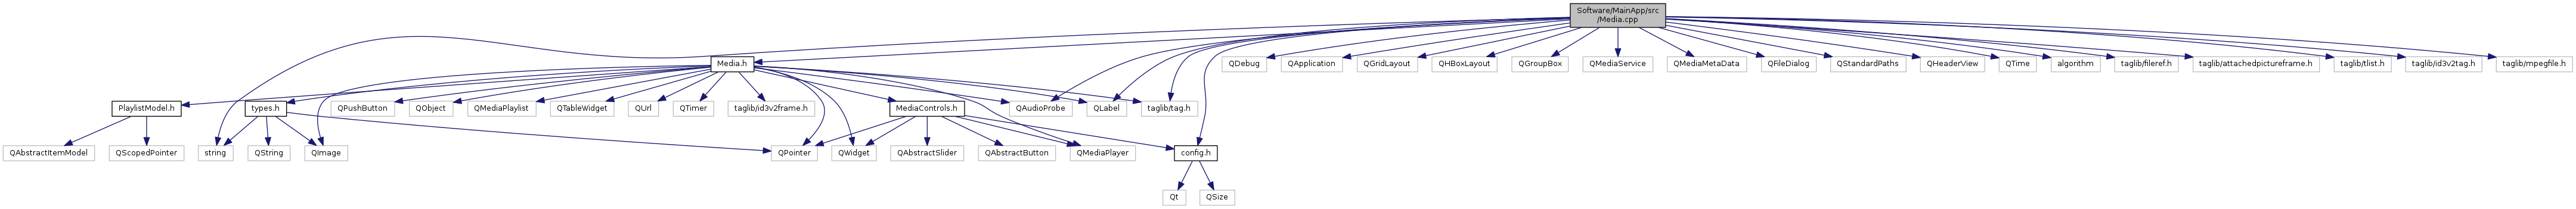 Software/MainApp/src
/Media.cpp
Media.h
QDebug
QApplication
QGridLayout
QHBoxLayout
QGroupBox
QMediaService
QMediaMetaData
QFileDialog
QStandardPaths
QHeaderView
QTime
algorithm
taglib/fileref.h
taglib/attachedpictureframe.h
taglib/tlist.h
taglib/id3v2tag.h
taglib/mpegfile.h
PlaylistModel.h
types.h
QPushButton
QObject
QMediaPlaylist
QTableWidget
QUrl
QTimer
taglib/id3v2frame.h
MediaControls.h
QAudioProbe
QLabel
taglib/tag.h
QAbstractItemModel
QScopedPointer
string
QString
QImage
QPointer
QWidget
QAbstractSlider
QAbstractButton
QMediaPlayer
config.h
Qt
QSize